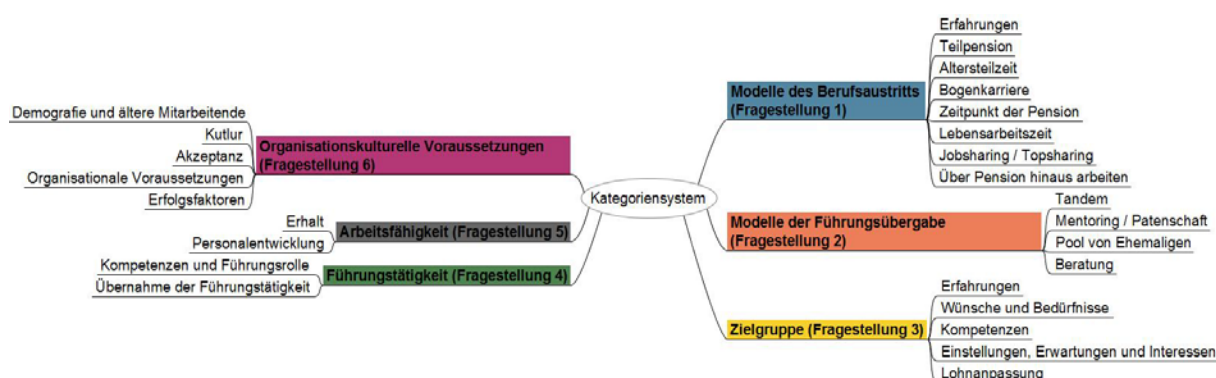 Kategoriensystem
Modelle des Berufsaustritts
(Fragestellung 1)
Erfahrungen
Teilpension
Altersteilzeit
Bogenkarriere
Zeitpunkt der Pension
Lebensarbeitszeit
Jobsharing / Topsharing
Über Pension hinaus arbeiten
Modelle der Führungsübergabe
(Fragestellung 2)
Tandem
Mentoring / Patenschaft
Pool von Ehemaligen
Beratung
Zielgruppe (Fragestellung 3)
Erfahrungen
Wünsche und Bedürfnisse
Kompetenzen
Einstellungen, Erwartungen und Interessen
Lohnanpassung
Führungstätigkeit (Fragestellung 4)
Kompetenzen und Führungsrolle
Übernahme der Führungstätigkeit
Arbeitsfähigkeit (Fragestellung 5)
Erhalt
Personalentwicklung
Organisationskulturelle Voraussetzungen
(Fragestellung 6)
Demografie und ältere Mitarbeitende
Kutlur
Akzeptanz
Organisationale Voraussetzungen
Erfolgsfaktoren